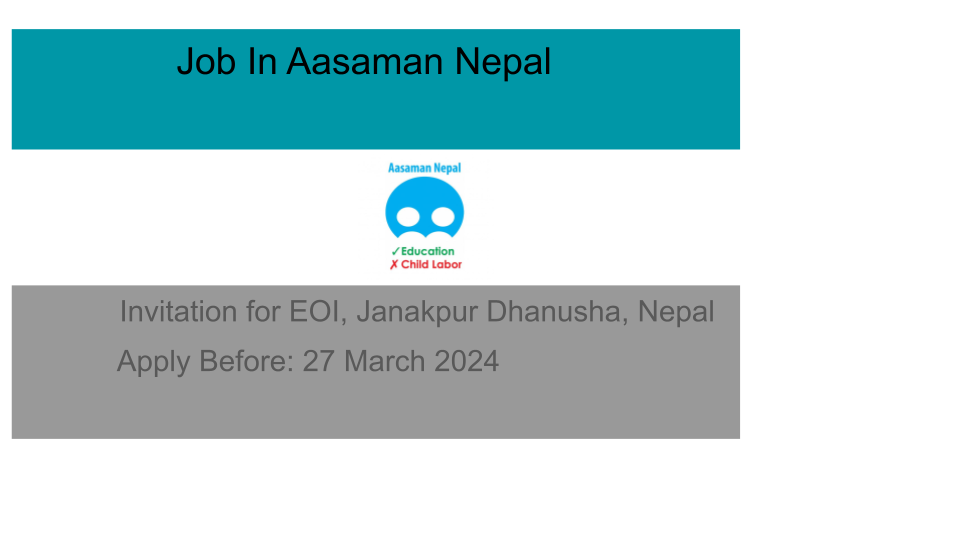 Job In Aasaman Nepal
Aasaman Nepal
✓Education
✗ Child Labor
Invitation for EOI, Janakpur Dhanusha, Nepal
Apply Before: 27 March 2024